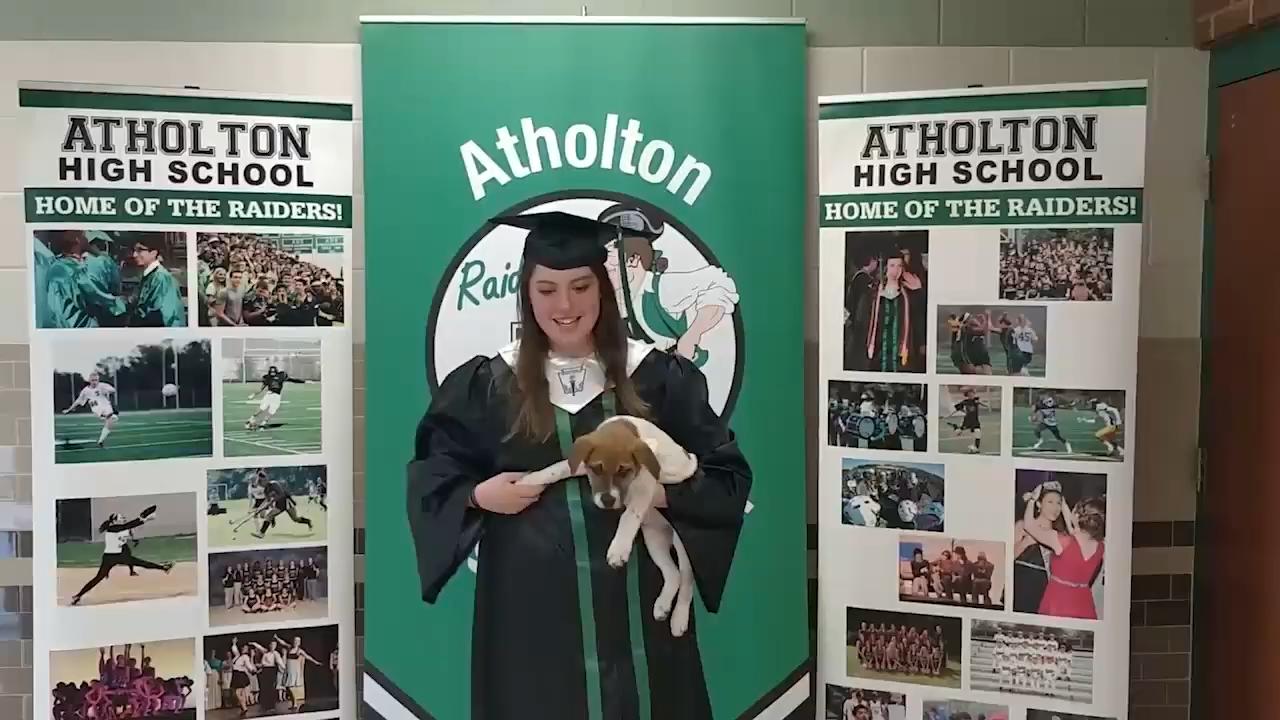 ATHOLTON
HIGH SCHOOL
HOME OF THE RAIDERS!
Atholton
ATHOLTON
HIGH SCHOOL
HOME OF THE RAIDERS!